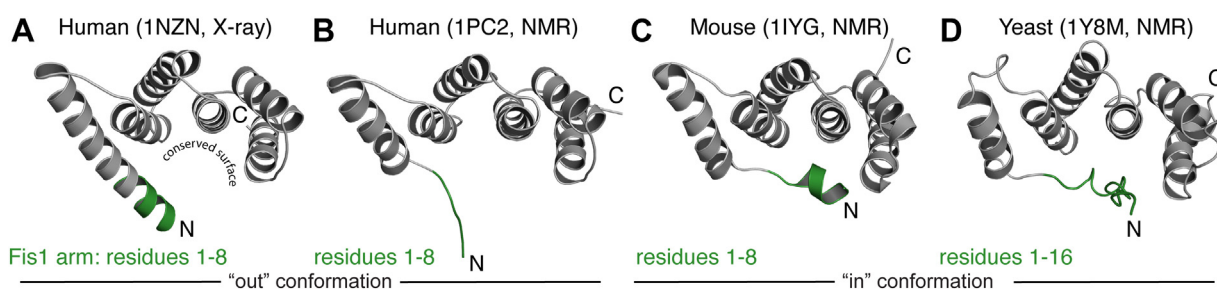 A Human (1NZN, X-ray)
B Human (1PC2, NMR)
C Mouse (1IYG, NMR)
D Yeast (1Y8M, NMR)
C
conserved surface
N
Fis1 arm: residues 1-8
C
N
residues 1-8
C
N
residues 1-8
C
N
residues 1-16
“out” conformation
“in” conformation